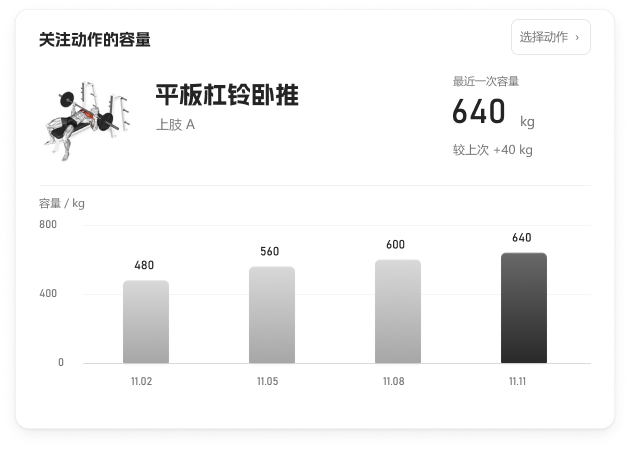 关注动作的容量
选择动作 ›
平板杠铃卧推
上肢 A
最近一次容量
640 kg
较上次 +40 kg
容量 / kg
800
400
0
480
560
600
640
11.02
11.05
11.08
11.11